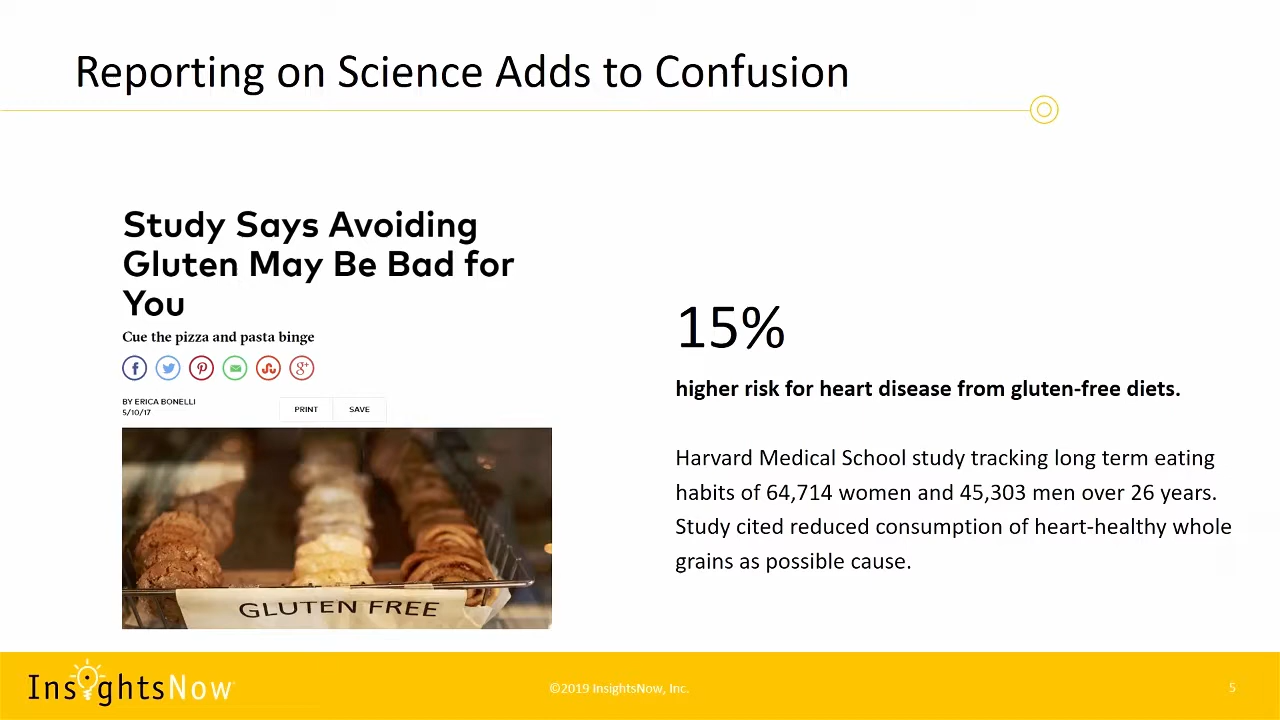 Reporting on Science Adds to Confusion
Study Says Avoiding
Gluten May Be Bad for
You
Cue the pizza and pasta binge
BY ERICA BONELLI
5/10/17
PRINT
SAVE
GLUTEN FREE
15%
higher risk for heart disease from gluten-free diets.
Harvard Medical School study tracking long term eating
habits of 64,714 women and 45,303 men over 26 years.
Study cited reduced consumption of heart-healthy whole
grains as possible cause.
InsightsNow
©2019 InsightsNow, Inc.
5